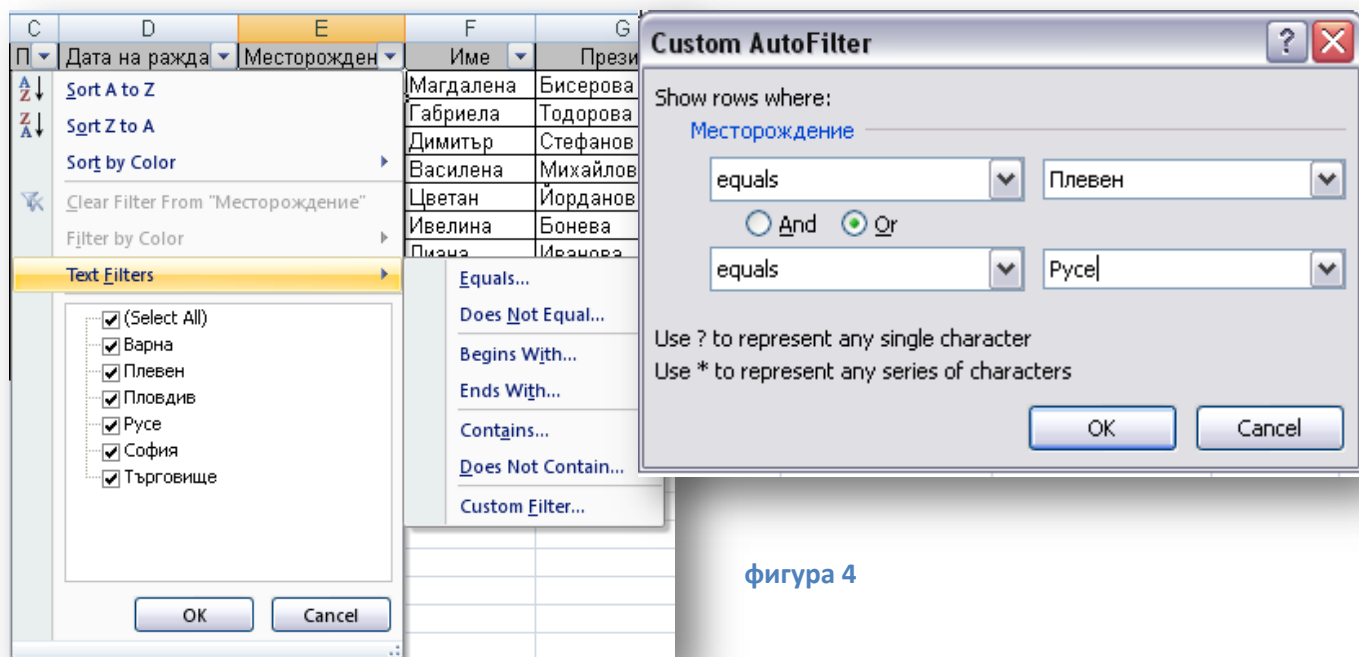 C D E F G
П Дата на ражда Месторожден Име Прези
Sort A to Z
Sort Z to A
Sort by Color
Clear Filter From "Месторождение"
Filter by Color
Text Filters
(Select All)
Варна
Плевен
Пловдив
Русе
София
Търговище
OK Cancel
Магдалена Бисерова
Габриела Тодорова
Димитър Стефанов
Василена Михайлов
Цветан Йорданов
Ивелина Бонева
Диана Иванова
Equals...
Does Not Equal...
Begins With...
Ends With...
Contains...
Does Not Contain...
Custom Filter...
Custom AutoFilter
Show rows where:
Месторождение
equals Плевен
And Or
equals Русе
Use ? to represent any single character
Use * to represent any series of characters
OK Cancel
фигура 4